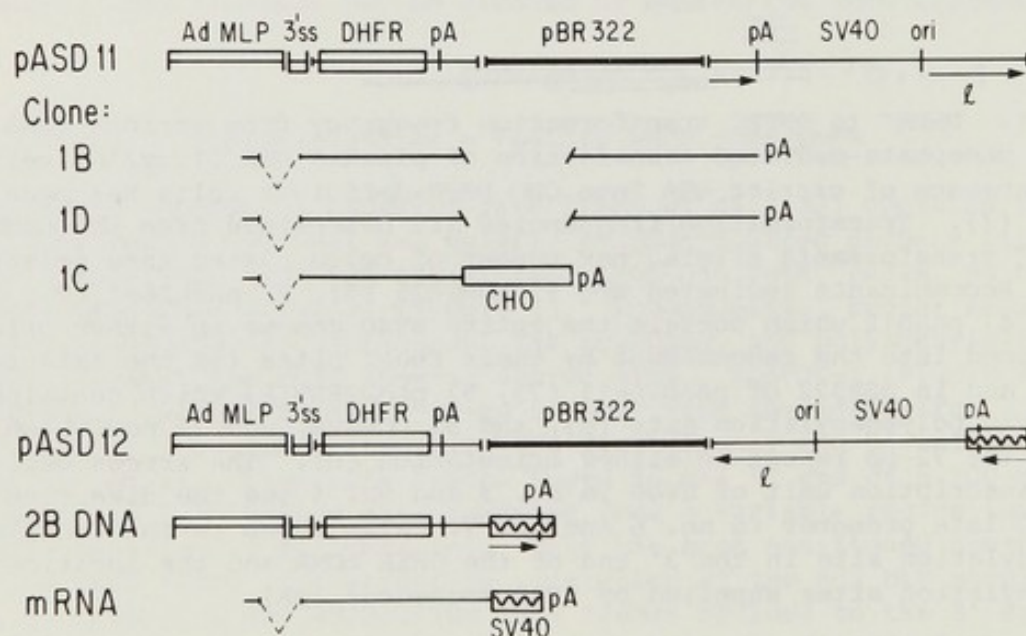 Ad MLP 3'ss DHFR pA pBR 322 pA SV40 ori
pASD 11
ℓ
Clone:
1B pA
1D pA
1C pA
CHO
Ad MLP 3'ss DHFR pA pBR 322 ori SV40 pA
pASD 12
ℓ
pA
2B DNA
mRNA pA
SV40